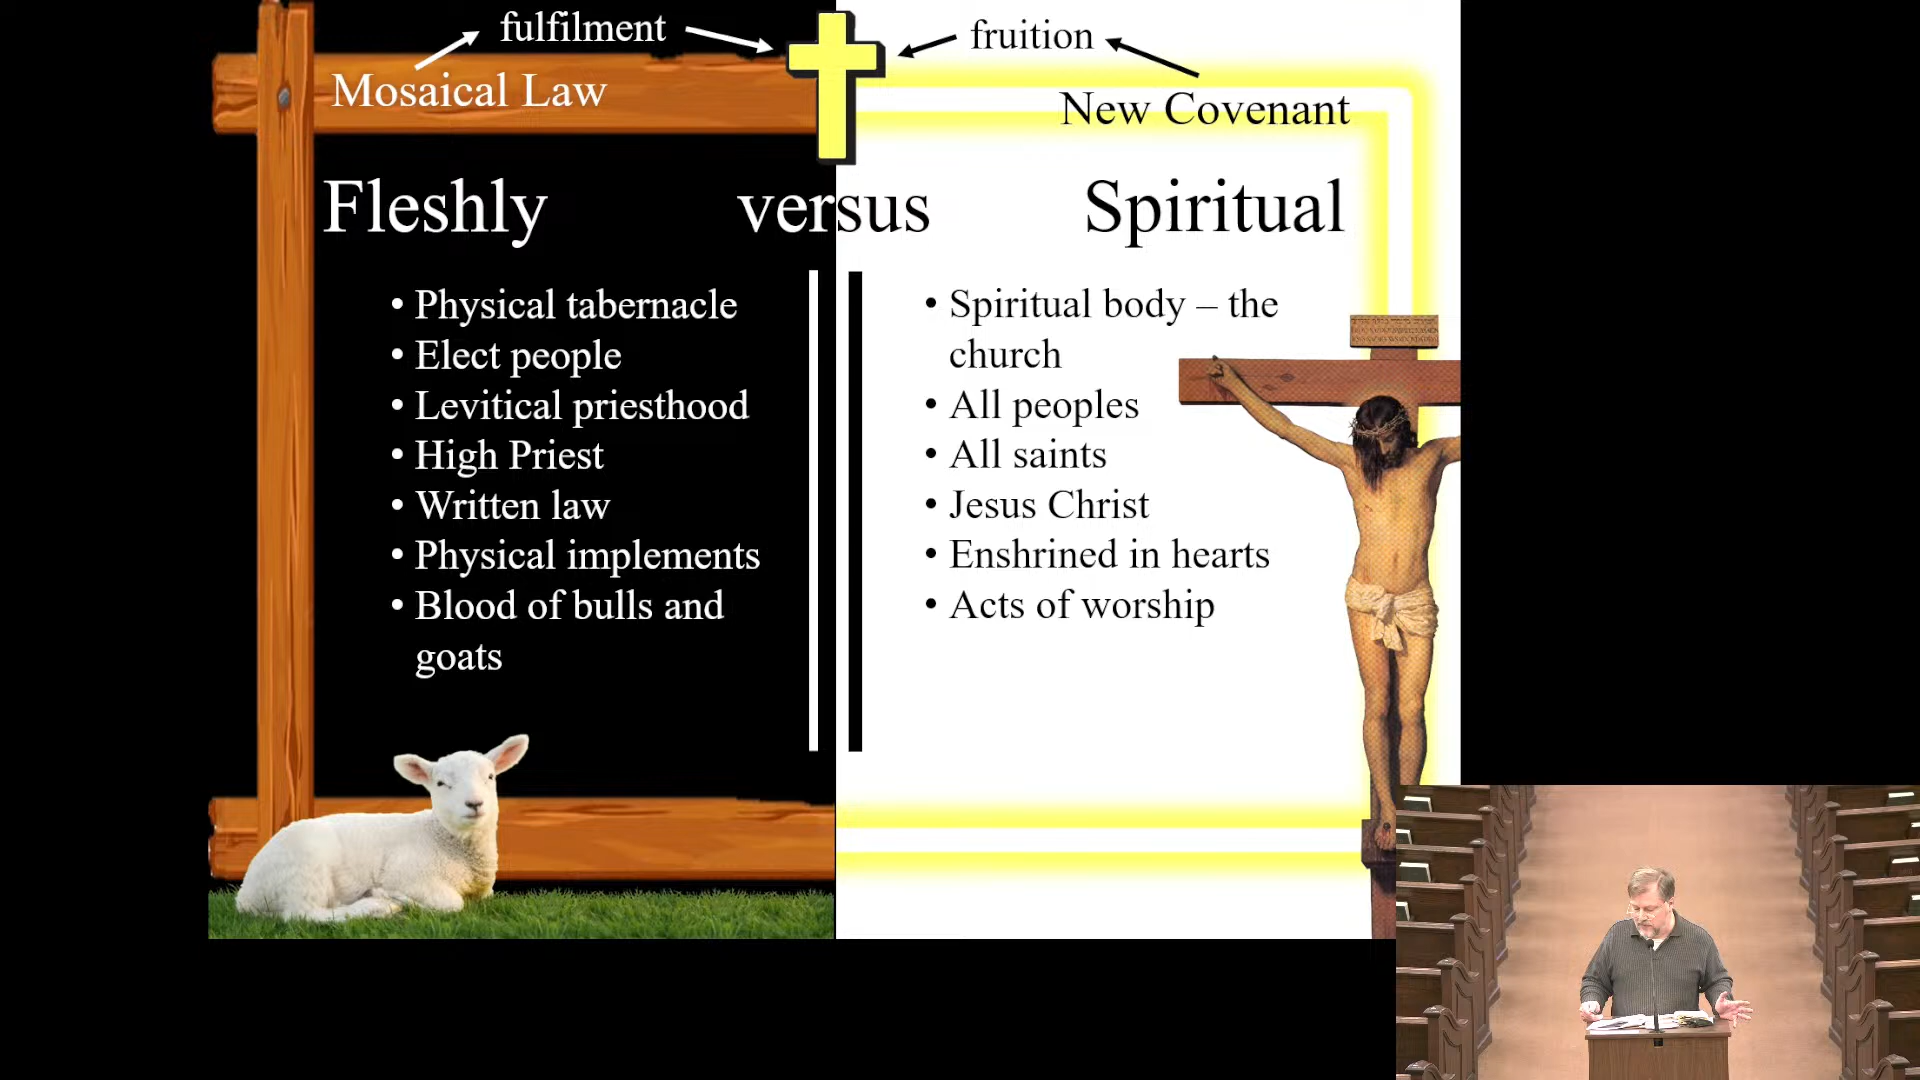 fulfilment
fruition
Mosaical Law
New Covenant
Fleshly versus Spiritual
• Physical tabernacle
• Elect people
• Levitical priesthood
• High Priest
• Written law
• Physical implements
• Blood of bulls and
goats
• Spiritual body – the
church
• All peoples
• All saints
• Jesus Christ
• Enshrined in hearts
• Acts of worship